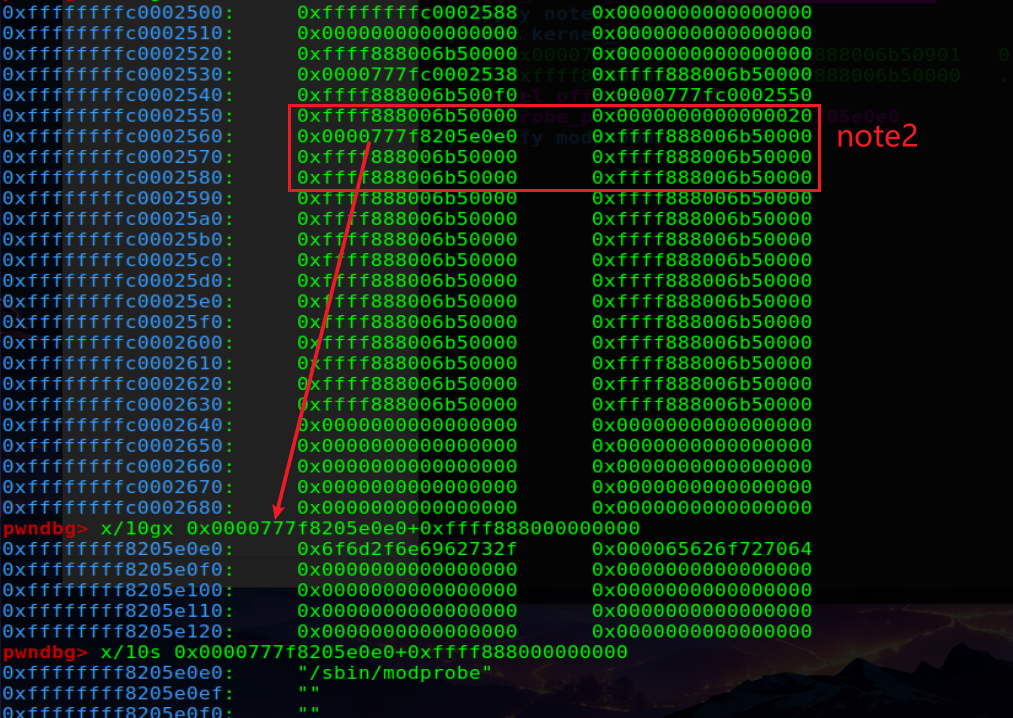 0xffffffffc0002500: 0xffffffffc0002588 0x0000000000000000
0xffffffffc0002510: 0x0000000000000000 0x0000000000000000
0xffffffffc0002520: 0xffff888006b50000 0x0000000000000000
0xffffffffc0002530: 0x0000777fc0002538 0xffff888006b50000
0xffffffffc0002540: 0xffff888006b500f0 0x0000777fc0002550
0xffffffffc0002550: 0xffff888006b50000 0x0000000000000020
0xffffffffc0002560: 0x0000777f8205e0e0 0xffff888006b50000
note2
0xffffffffc0002570: 0xffff888006b50000 0xffff888006b50000
0xffffffffc0002580: 0xffff888006b50000 0xffff888006b50000
0xffffffffc0002590: 0xffff888006b50000 0xffff888006b50000
0xffffffffc00025a0: 0xffff888006b50000 0xffff888006b50000
0xffffffffc00025b0: 0xffff888006b50000 0xffff888006b50000
0xffffffffc00025c0: 0xffff888006b50000 0xffff888006b50000
0xffffffffc00025d0: 0xffff888006b50000 0xffff888006b50000
0xffffffffc00025e0: 0xffff888006b50000 0xffff888006b50000
0xffffffffc00025f0: 0xffff888006b50000 0xffff888006b50000
0xffffffffc0002600: 0xffff888006b50000 0xffff888006b50000
0xffffffffc0002610: 0xffff888006b50000 0xffff888006b50000
0xffffffffc0002620: 0xffff888006b50000 0xffff888006b50000
0xffffffffc0002630: 0xffff888006b50000 0xffff888006b50000
0xffffffffc0002640: 0x0000000000000000 0x0000000000000000
0xffffffffc0002650: 0x0000000000000000 0x0000000000000000
0xffffffffc0002660: 0x0000000000000000 0x0000000000000000
0xffffffffc0002670: 0x0000000000000000 0x0000000000000000
0xffffffffc0002680: 0x0000000000000000 0x0000000000000000
pwndbg> x/10gx 0x0000777f8205e0e0+0xffff888000000000
0xffffffff8205e0e0: 0x6f6d2f6e6962732f 0x000065626f727064
0xffffffff8205e0f0: 0x0000000000000000 0x0000000000000000
0xffffffff8205e100: 0x0000000000000000 0x0000000000000000
0xffffffff8205e110: 0x0000000000000000 0x0000000000000000
0xffffffff8205e120: 0x0000000000000000 0x0000000000000000
pwndbg> x/10s 0x0000777f8205e0e0+0xffff888000000000
0xffffffff8205e0e0: "/sbin/modprobe"
0xffffffff8205e0ef: ""
0xffffffff8205e0f0: ""